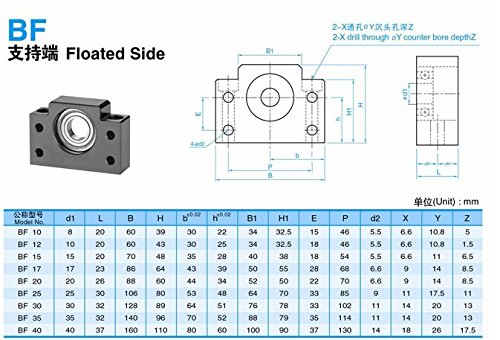 BF
支持端 Floated Side
2-X通孔øY沉头孔深Z
2-X drill through øY counter bore depthZ
B1
E
4-d2
b
P
B
h
H1
H
ød1
L
单位(Unit) : mm
公称型号 Model No. d1 L B H b±0.02 h±0.02 B1 H1 E P d2 X Y Z
BF 10 8 20 60 39 30 22 34 32.5 15 46 5.5 6.6 10.8 5
BF 12 10 20 60 43 30 25 34 32.5 18 46 5.5 6.6 10.8 1.5
BF 15 15 20 70 48 35 28 40 38 18 54 5.5 6.6 11 6.5
BF 17 17 23 86 64 43 39 50 55 28 68 6.6 9 14 8.5
BF 20 20 26 88 60 44 34 52 50 22 70 6.6 9 14 8.5
BF 25 25 30 106 80 53 48 64 70 33 85 9 11 17.5 11
BF 30 30 32 128 89 64 51 76 78 33 102 11 14 20 13
BF 35 35 32 140 96 70 52 88 79 35 114 11 14 20 13
BF 40 40 37 160 110 80 60 100 90 37 130 14 18 26 17.5